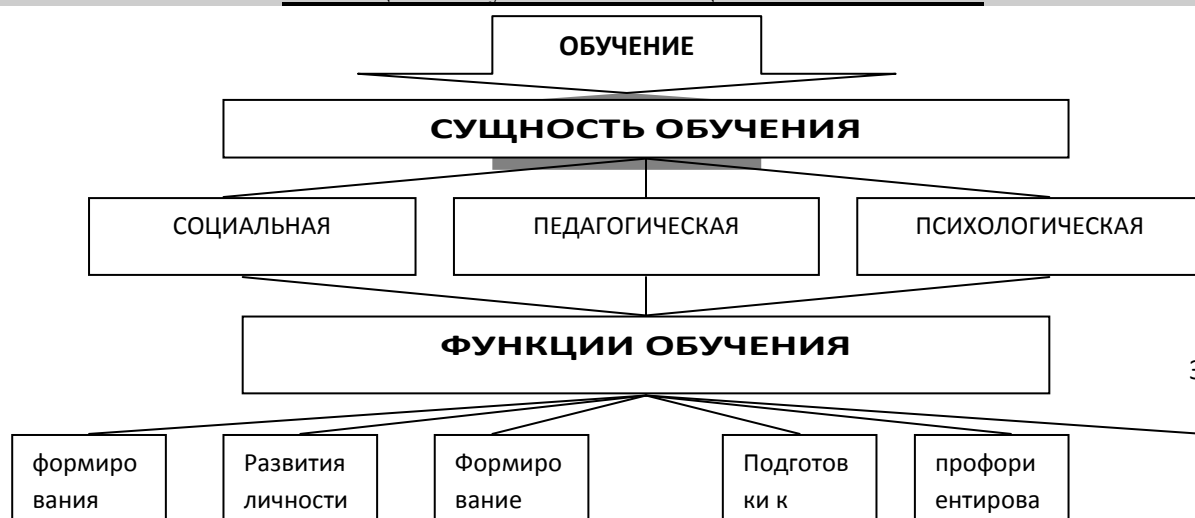 ОБУЧЕНИЕ
СУЩНОСТЬ ОБУЧЕНИЯ
СОЦИАЛЬНАЯ
ПЕДАГОГИЧЕСКАЯ
ПСИХОЛОГИЧЕСКАЯ
ФУНКЦИИ ОБУЧЕНИЯ
формиро
вания
Развития
личности
Формиро
вание
Подготов
ки к
профори
ентирова